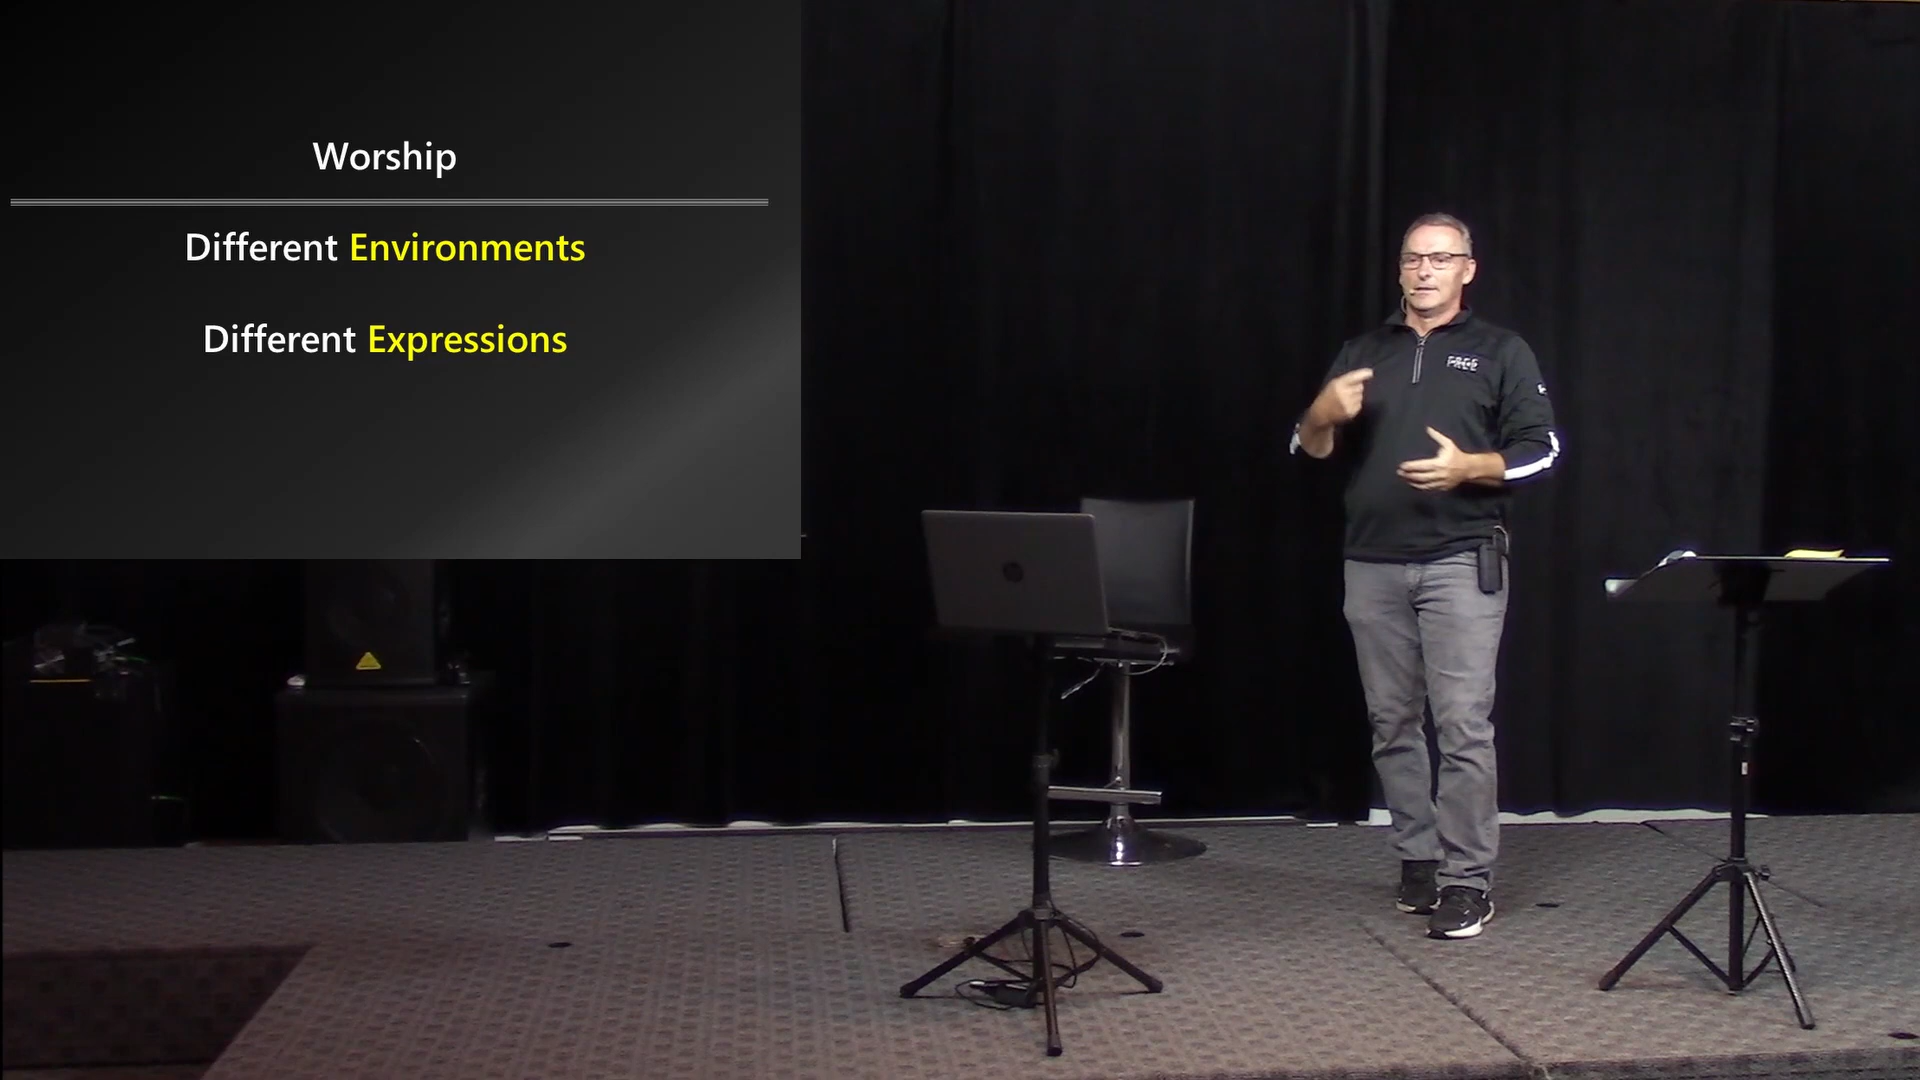 Worship
Different Environments
Different Expressions